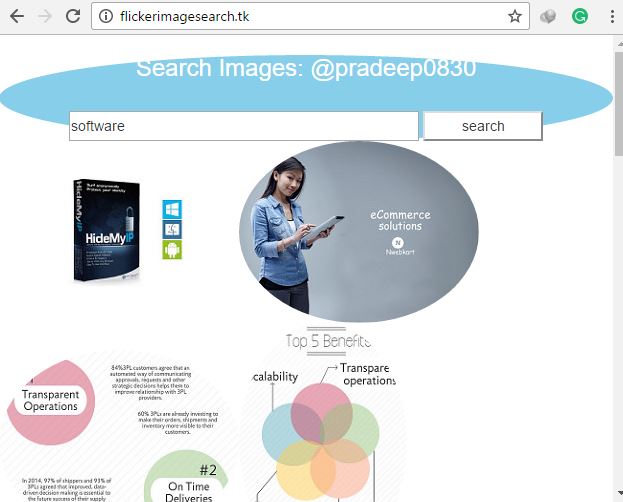 flickerimagesearch.tk
Search Images: @pradeep0830
software
search
Surf anonymously
Protect your identity
HideMyIP
HideMyIP
eCommerce
solutions
N
Nwebkart
Top 5 Benefits
Transparent
Operations
84%3PL customers agree that an
automated way of communicating
approvals, requests and other
strategic decisions helps them
to improve relationship with 3PL
providers.
60% 3PLs are already investing to
make their orders, shipments and
inventory more visible to their
customers.
In 2014, 97% of shippers and 93% of
3PLs agreed that improved, data-
driven decision making is essential to
the future success of their supply
#2
On Time
Deliveries
calability
Transpare
operations